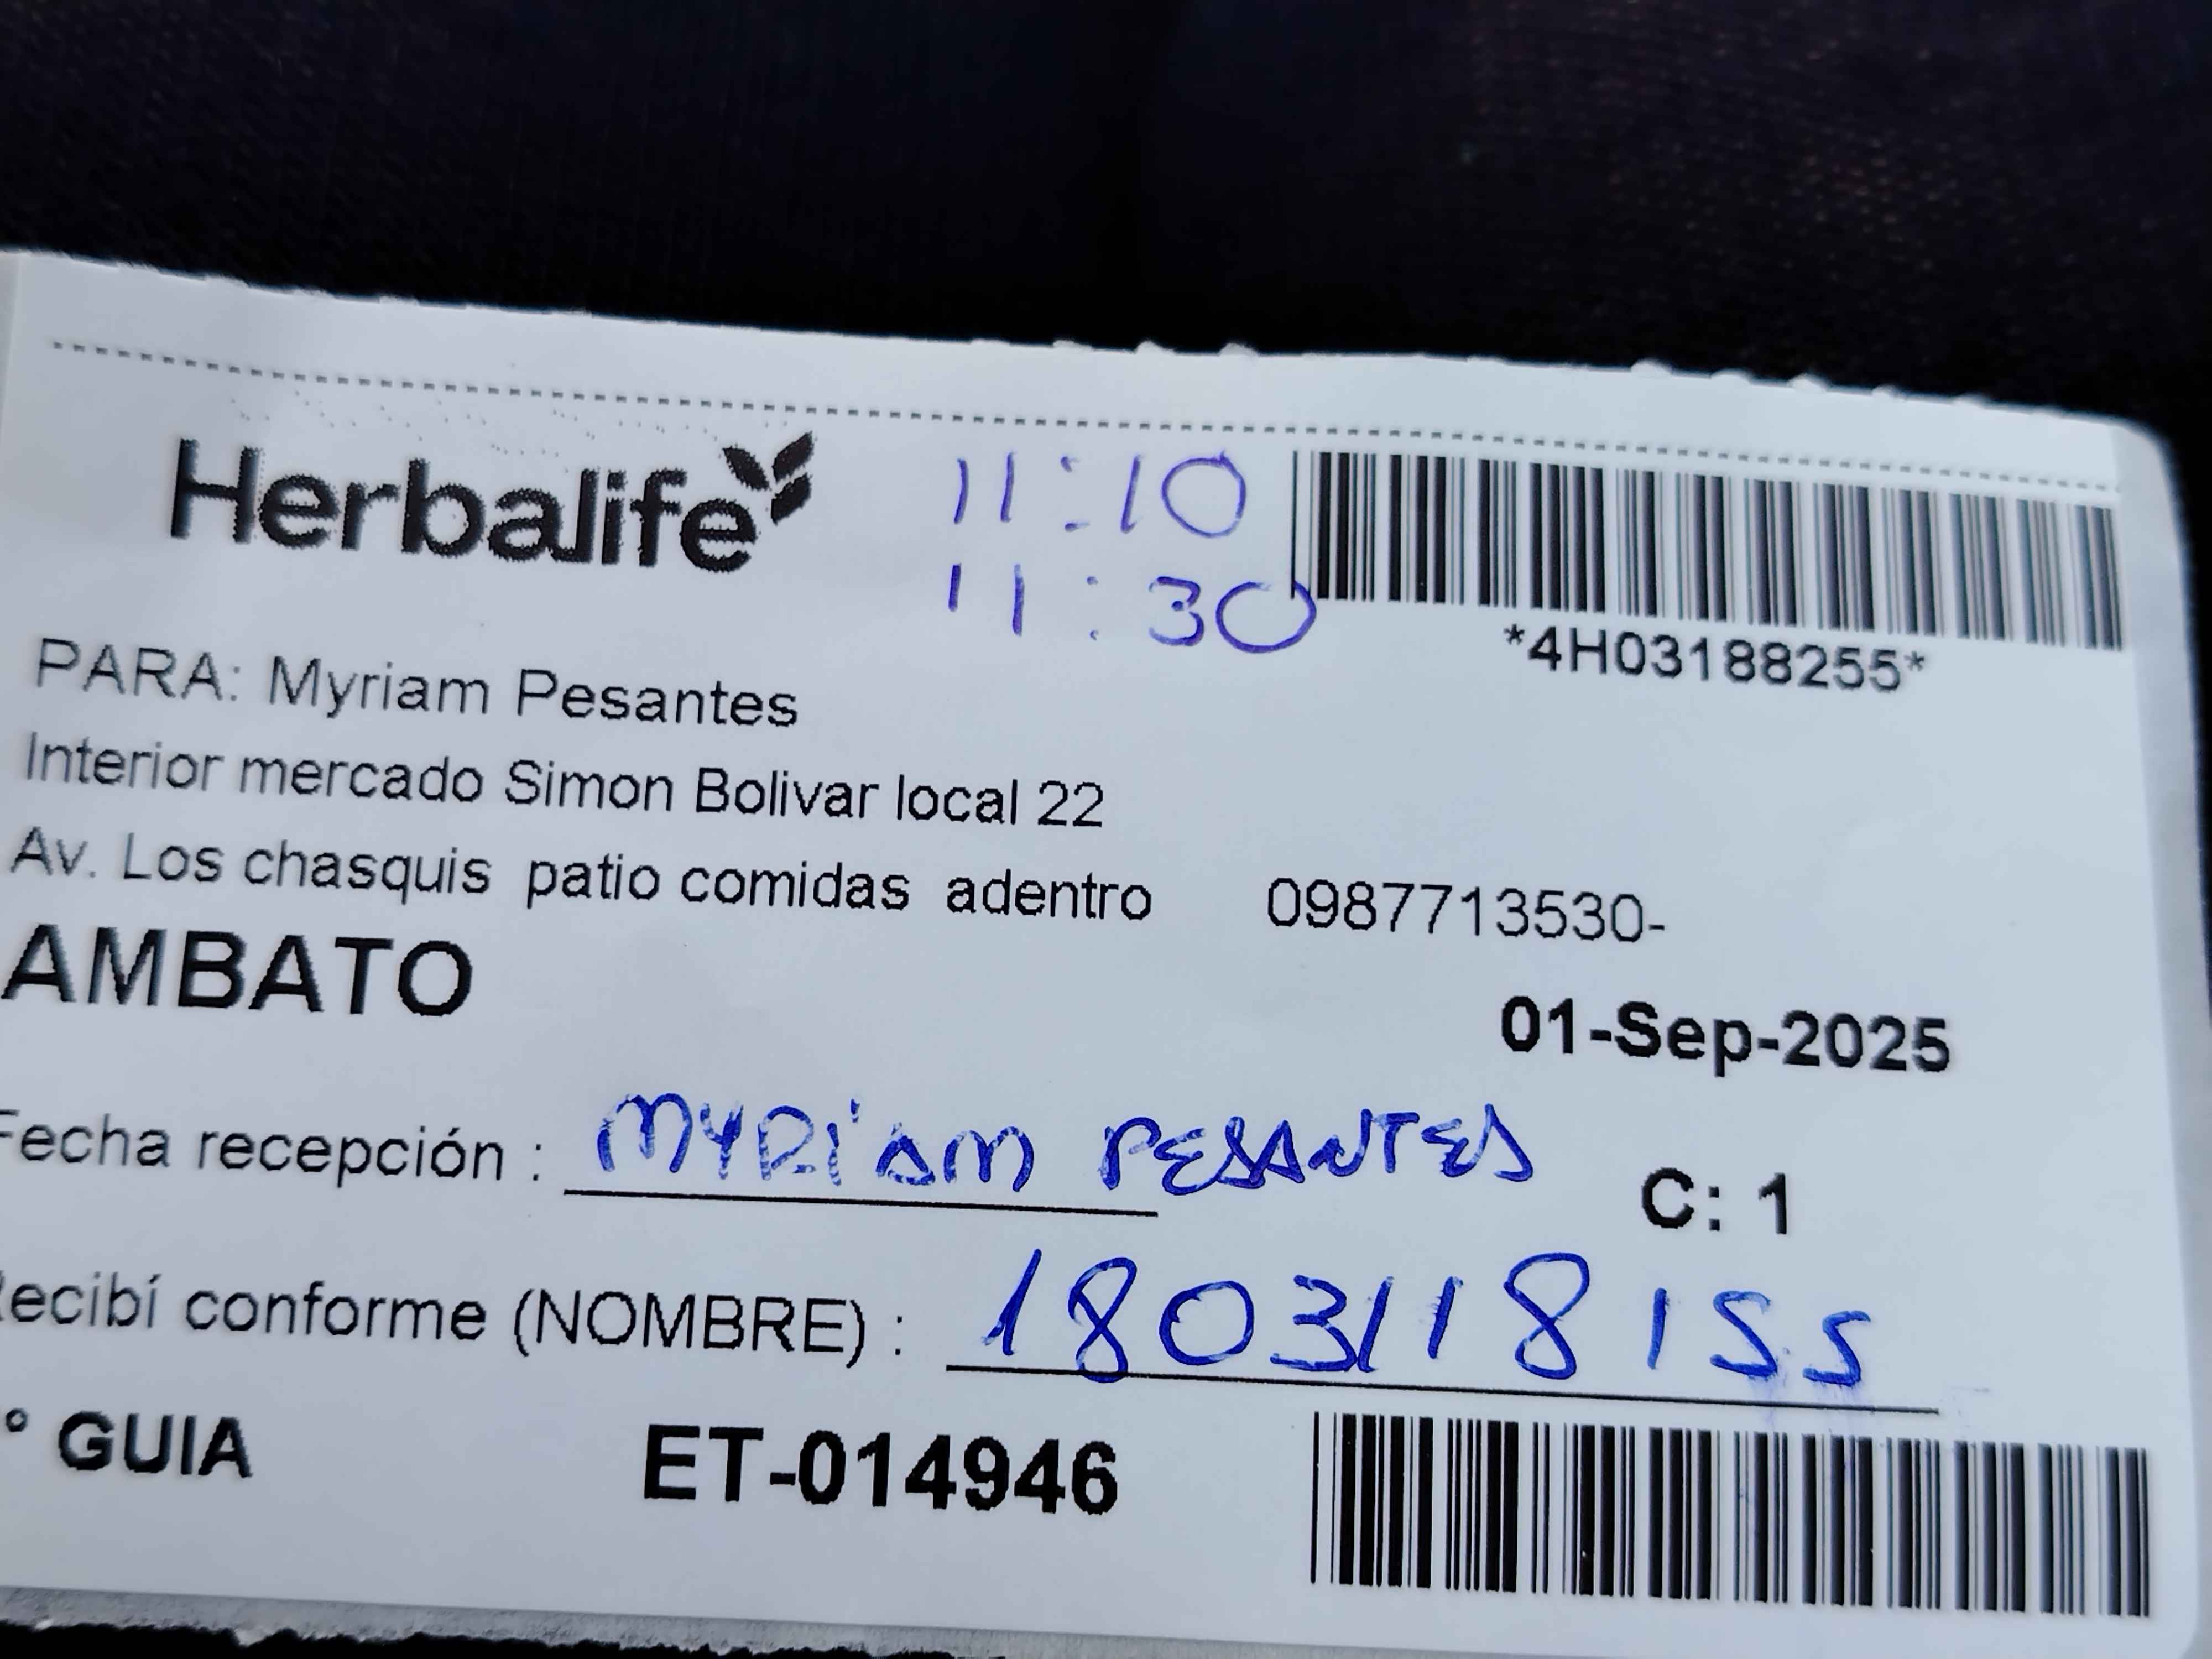 Herbalife
11:10
11:30
*4H03188255*
PARA: Myriam Pesantes
Interior mercado Simon Bolivar local 22
Av. Los chasquis patio comidas adentro 0987713530-
AMBATO
01-Sep-2025
Fecha recepción : MYRiAM PESANTES
C: 1
ecibí conforme (NOMBRE) : 1803118155
° GUIA ET-014946